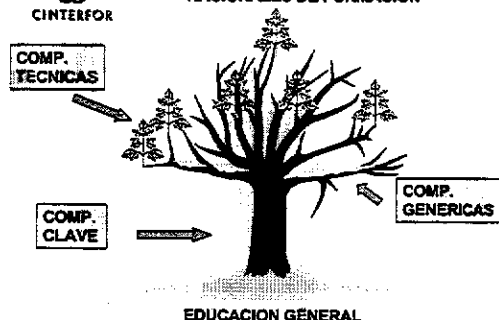 CINTERFOR
COMP.
TECNICAS
COMP.
GENERICAS
COMP.
CLAVE
EDUCACION GENERAL